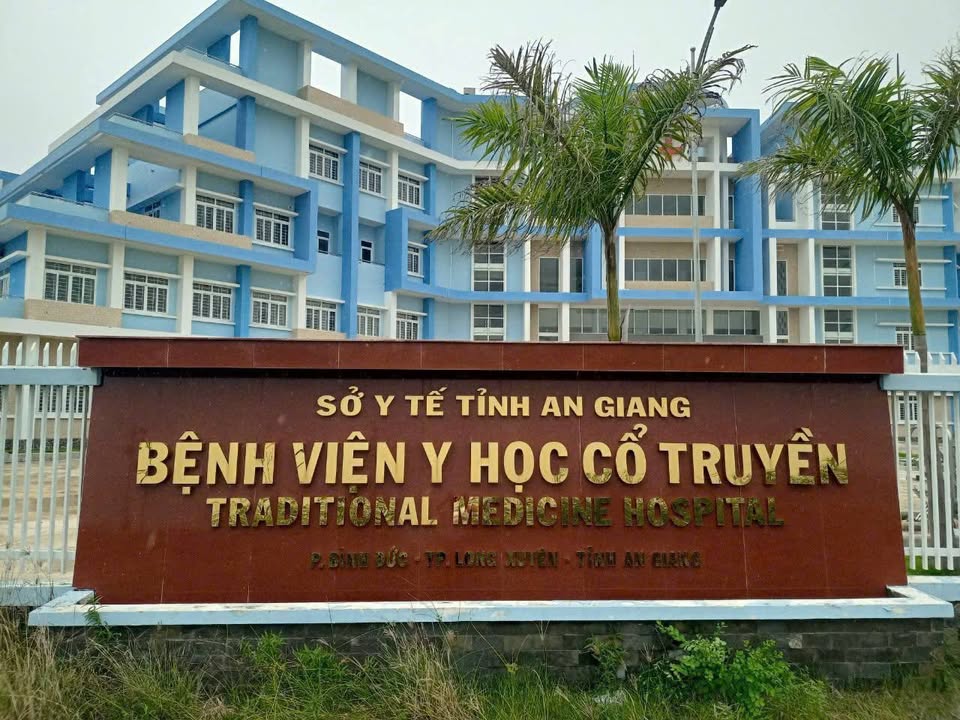 SỞ Y TẾ TỈNH AN GIANG
BỆNH VIỆN Y HỌC CỔ TRUYỀN
TRADITIONAL MEDICINE HOSPITAL
P. BÌNH ĐỨC - TP. LONG XUYÊN - TỈNH AN GIANG